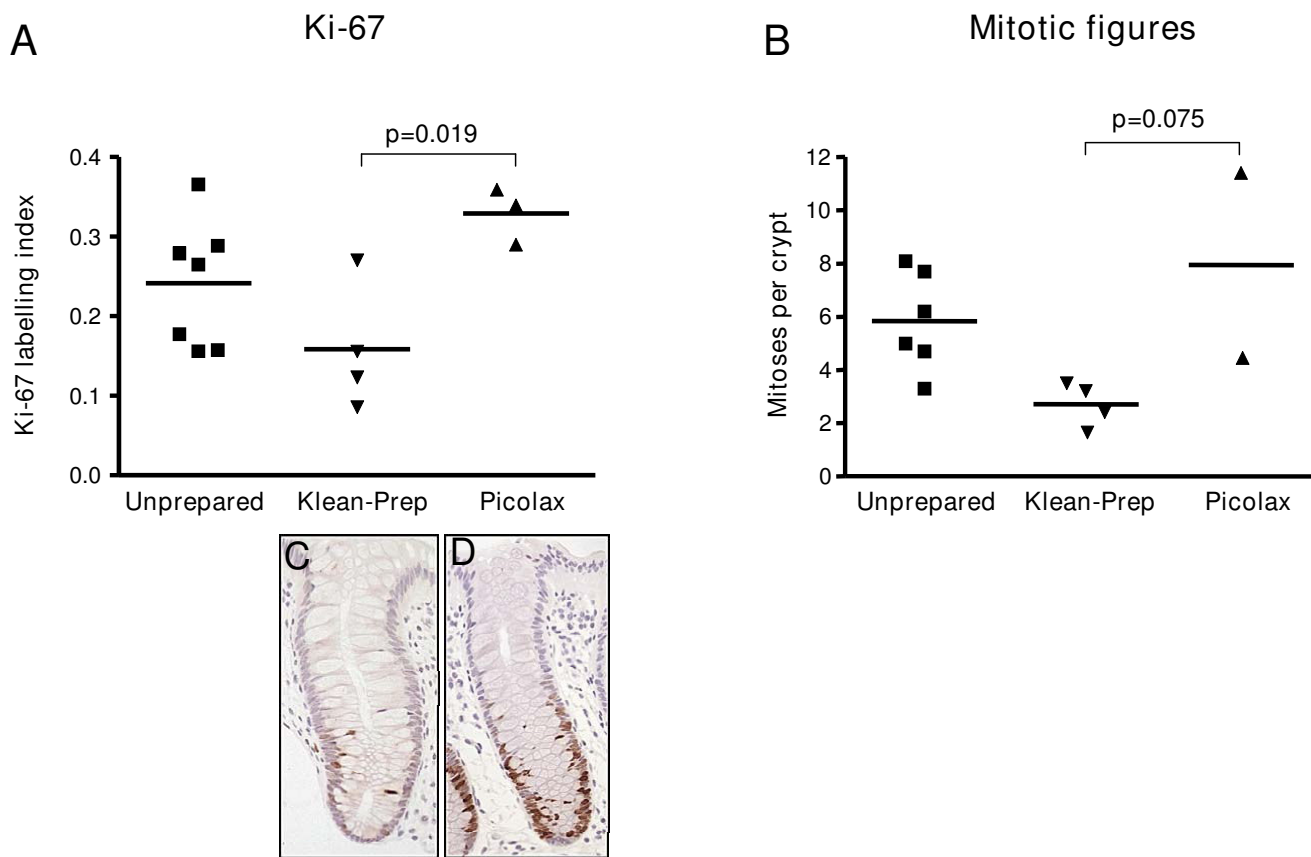 A
Ki-67
p=0.019
Ki-67 labelling index
0.4
0.3
0.2
0.1
0.0
Unprepared
Klean-Prep
Picolax
B
Mitotic figures
p=0.075
Mitoses per crypt
12
10
8
6
4
2
0
Unprepared
Klean-Prep
Picolax
C
D